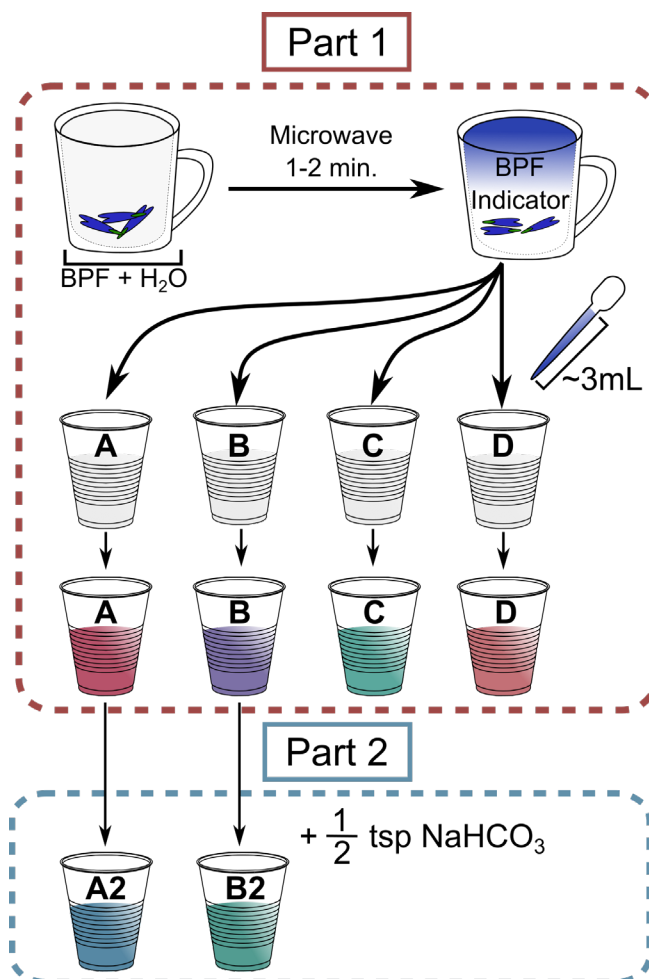 Part 1
Microwave
1-2 min.
BPF
Indicator
BPF + H₂O
~3mL
A
B
C
D
A
B
C
D
Part 2
+ 1/2 tsp NaHCO₃
A2
B2